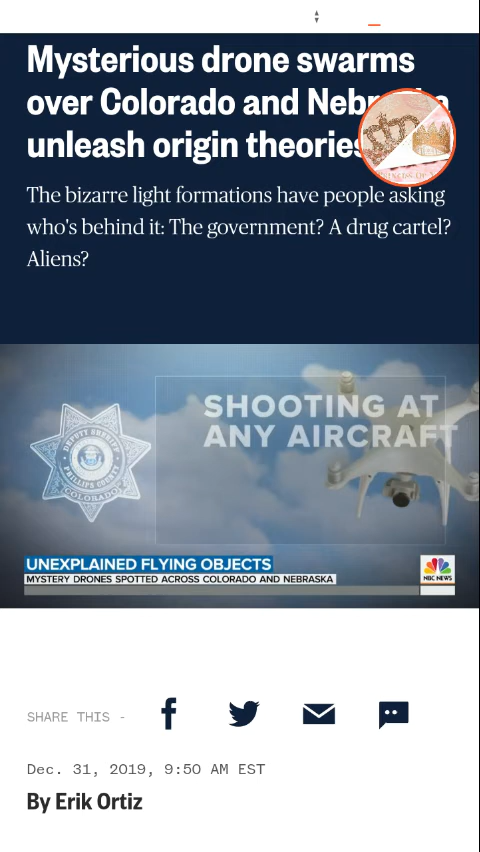 Mysterious drone swarms
over Colorado and Nebraska
unleash origin theories
The bizarre light formations have people asking
who's behind it: The government? A drug cartel?
Aliens?
SHOOTING AT
ANY AIRCRAFT
DEPUTY SHERIFF
PHILLIPS COUNTY
COLORADO
UNEXPLAINED FLYING OBJECTS
MYSTERY DRONES SPOTTED ACROSS COLORADO AND NEBRASKA
NBC NEWS
SHARE THIS -
Dec. 31, 2019, 9:50 AM EST
By Erik Ortiz